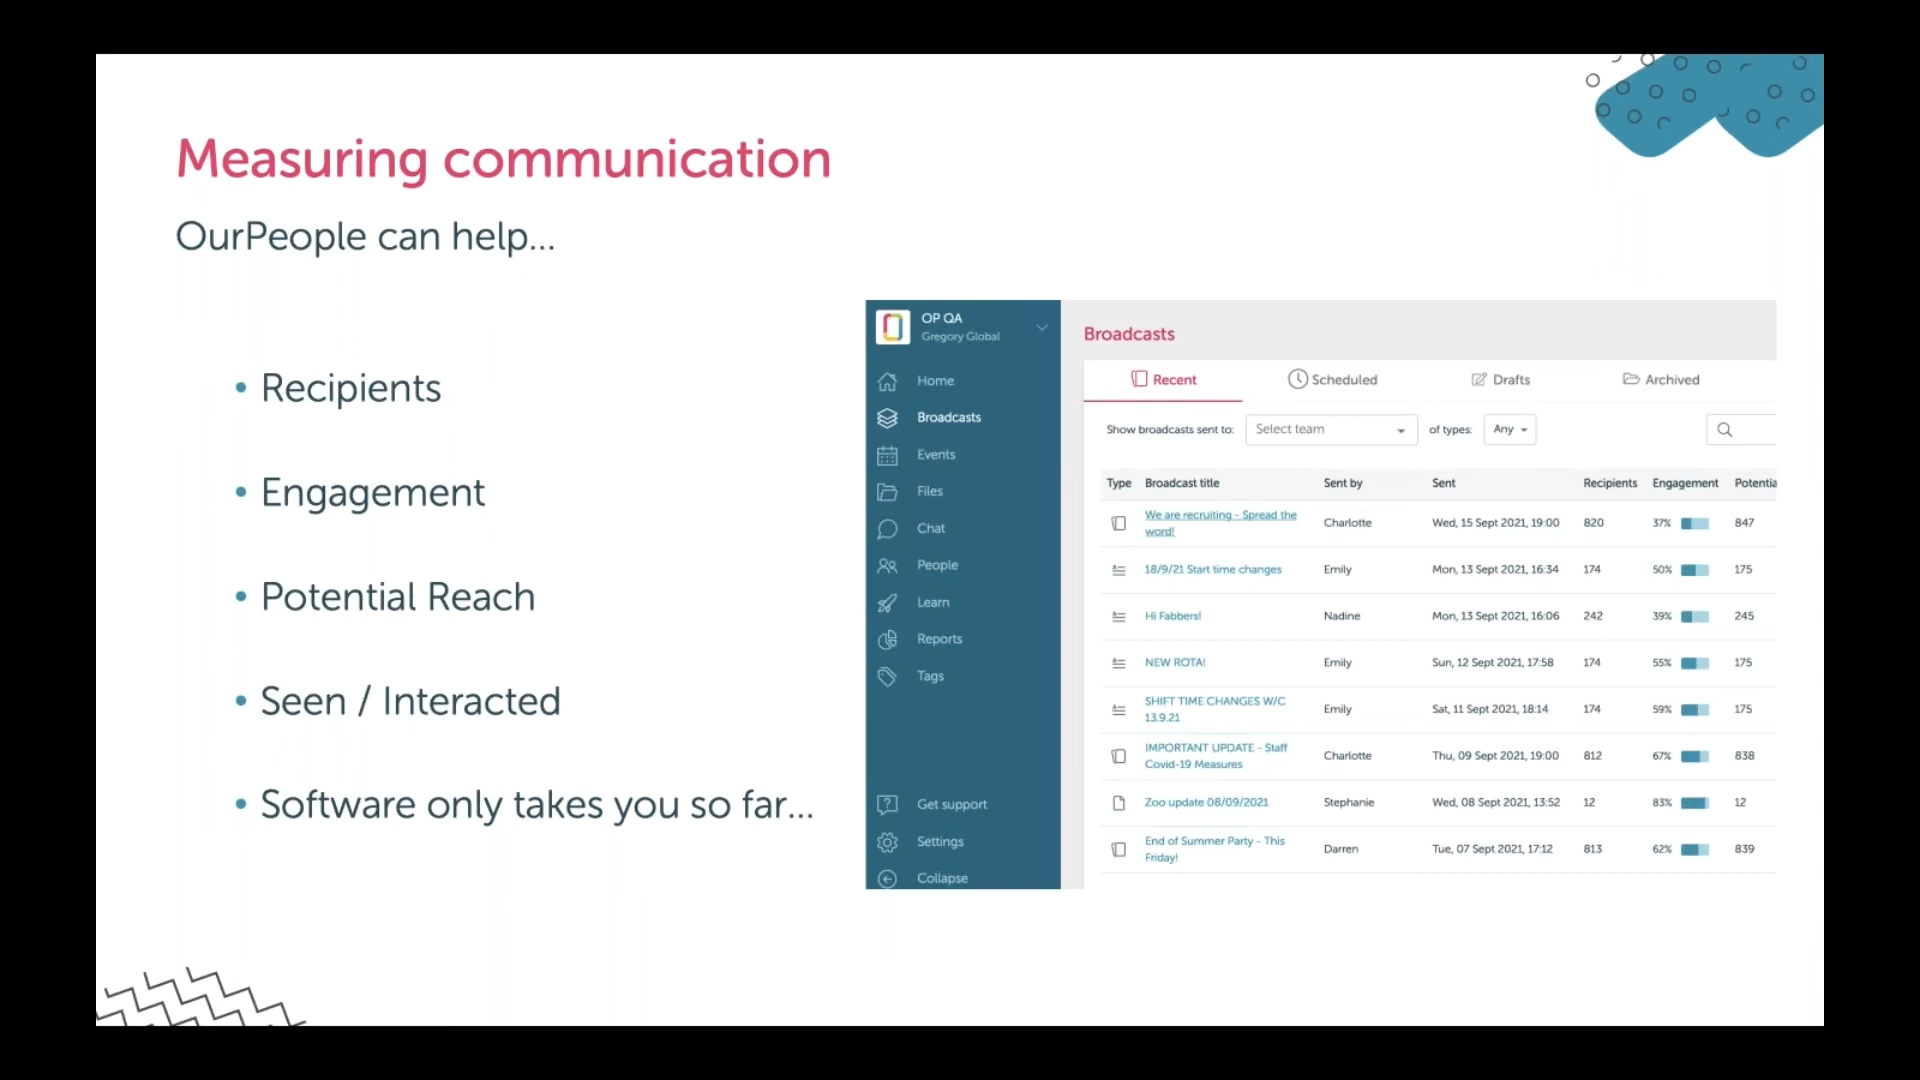 Measuring communication
OurPeople can help...
• Recipients
• Engagement
• Potential Reach
• Seen / Interacted
• Software only takes you so far...
OP QA
Gregory Global
Home
Broadcasts
Events
Files
Chat
People
Learn
Reports
Tags
Get support
Settings
Collapse
Broadcasts
Recent Scheduled Drafts Archived
Show broadcasts sent to: Select team of types: Any
Type Broadcast title Sent by Sent Recipients Engagement Potentia
We are recruiting - Spread the
word! Charlotte Wed, 15 Sept 2021, 19:00 820 37% 847
18/9/21 Start time changes Emily Mon, 13 Sept 2021, 16:34 174 50% 175
Hi Fabbers! Nadine Mon, 13 Sept 2021, 16:06 242 39% 245
NEW ROTA! Emily Sun, 12 Sept 2021, 17:58 174 55% 175
SHIFT TIME CHANGES W/C
13.9.21 Emily Sat, 11 Sept 2021, 18:14 174 59% 175
IMPORTANT UPDATE - Staff
Covid-19 Measures Charlotte Thu, 09 Sept 2021, 19:00 812 67% 838
Zoo update 08/09/2021 Stephanie Wed, 08 Sept 2021, 13:52 12 83% 12
End of Summer Party - This
Friday! Darren Tue, 07 Sept 2021, 17:12 813 62% 839